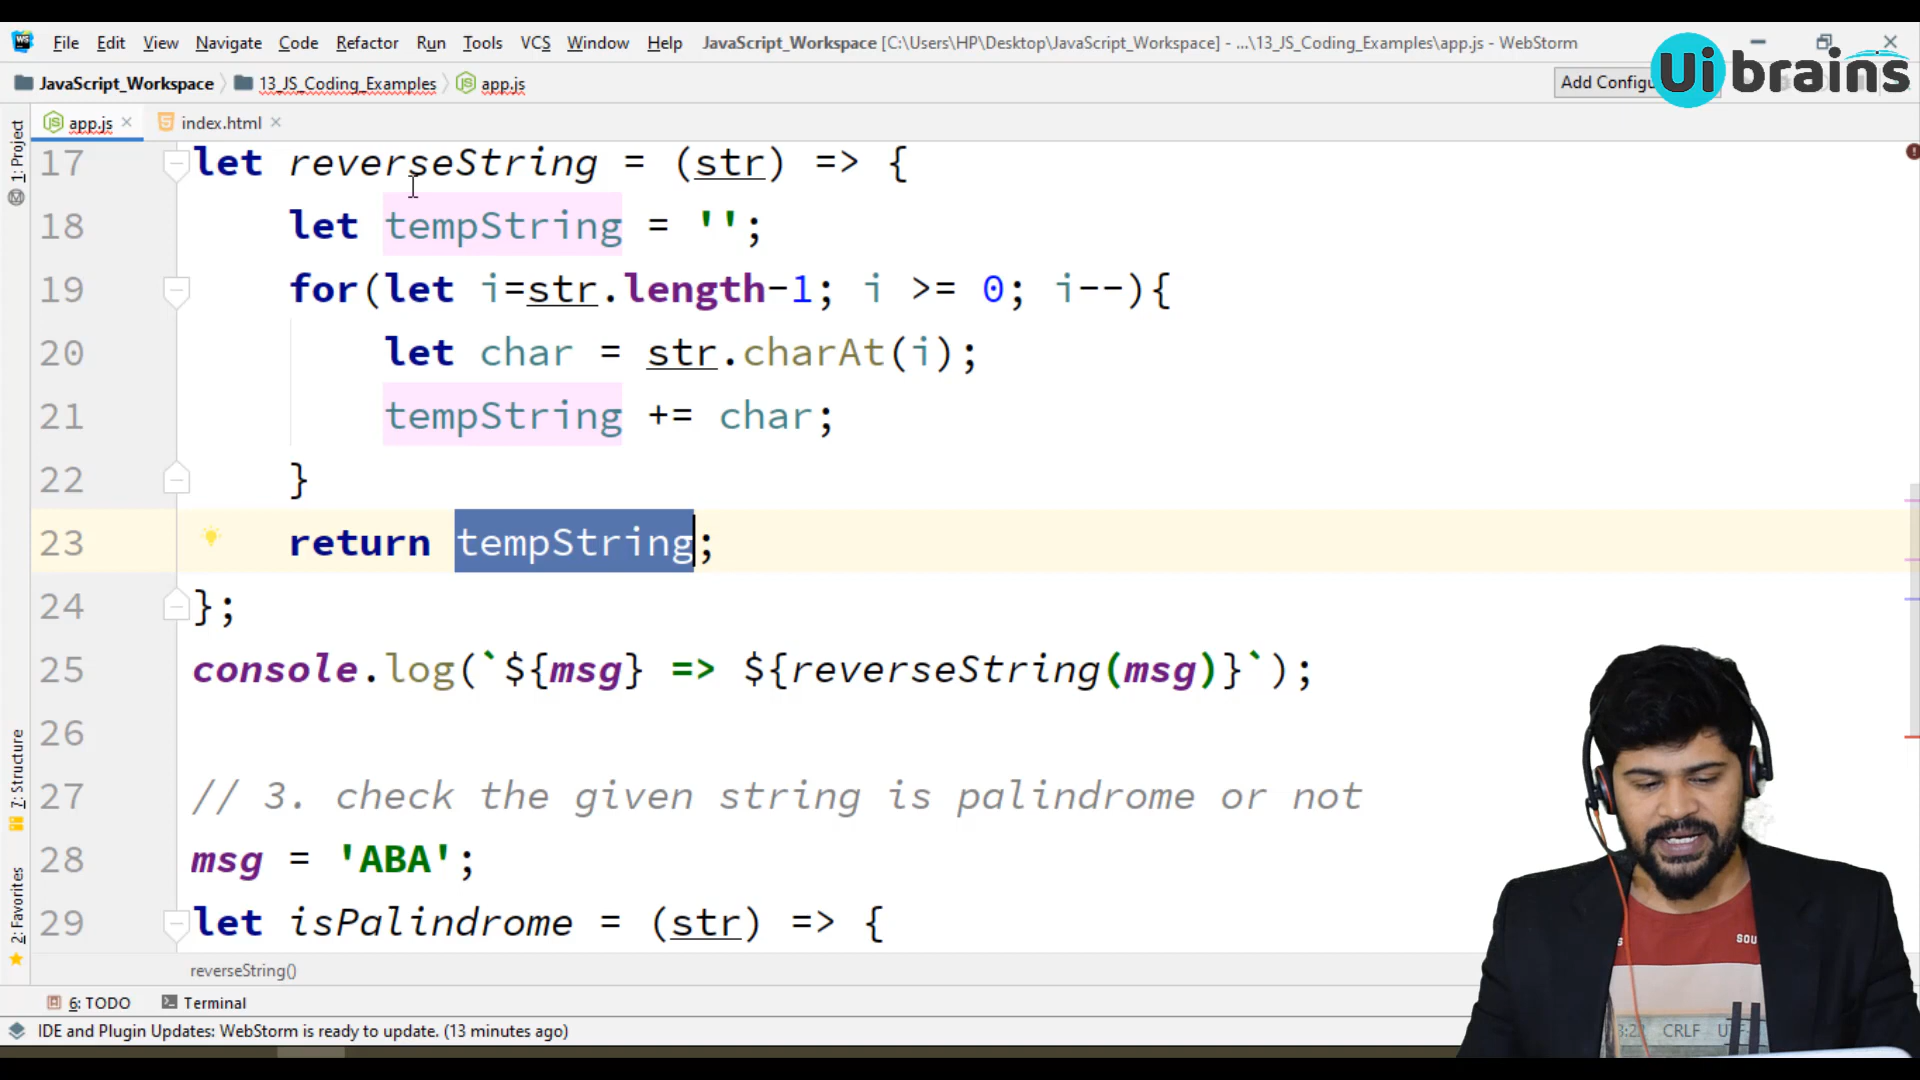 File Edit View Navigate Code Refactor Run Tools VCS Window Help JavaScript_Workspace [C:\Users\HP\Desktop\JavaScript_Workspace] - ...\13_JS_Coding_Examples\app.js - WebStorm
JavaScript_Workspace 13_JS_Coding_Examples app.js Add Configu
Ui brains
app.js index.html
1: Project
17 let reverseString = (str) => {
18 let tempString = '';
19 for(let i=str.length-1; i >= 0; i--){
20 let char = str.charAt(i);
21 tempString += char;
22 }
23 return tempString;
24 };
25 console.log(`${msg} => ${reverseString(msg)}`);
26
27 // 3. check the given string is palindrome or not
28 msg = 'ABA';
29 let isPalindrome = (str) => {
7: Structure
2: Favorites
reverseString()
6: TODO Terminal
IDE and Plugin Updates: WebStorm is ready to update. (13 minutes ago)
CRLF